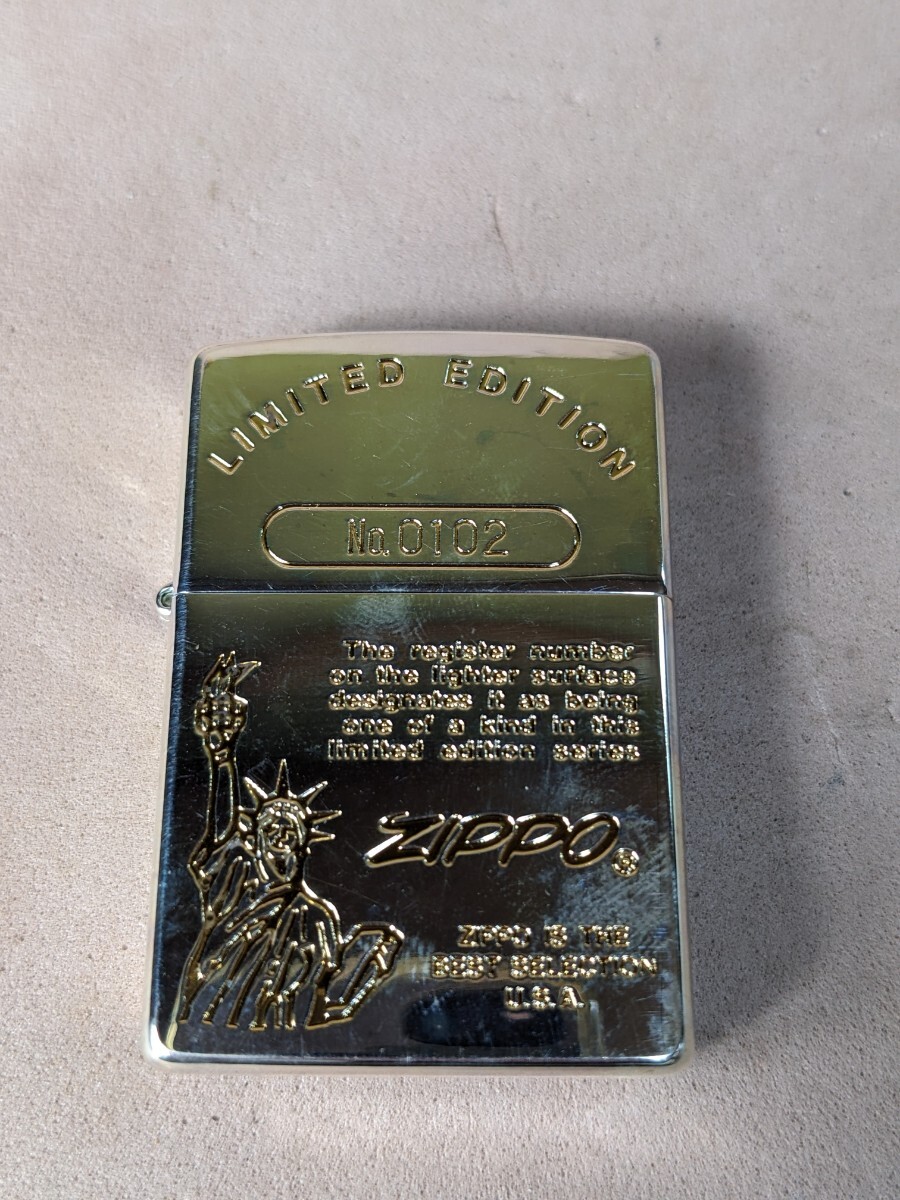 LIMITED EDITION
No.0102
The register number
on the lighter surface
designates it as being
one of a kind in this
limited edition series
ZIPPO®
ZIPPO IS THE
BEST SELECTION
U.S.A.